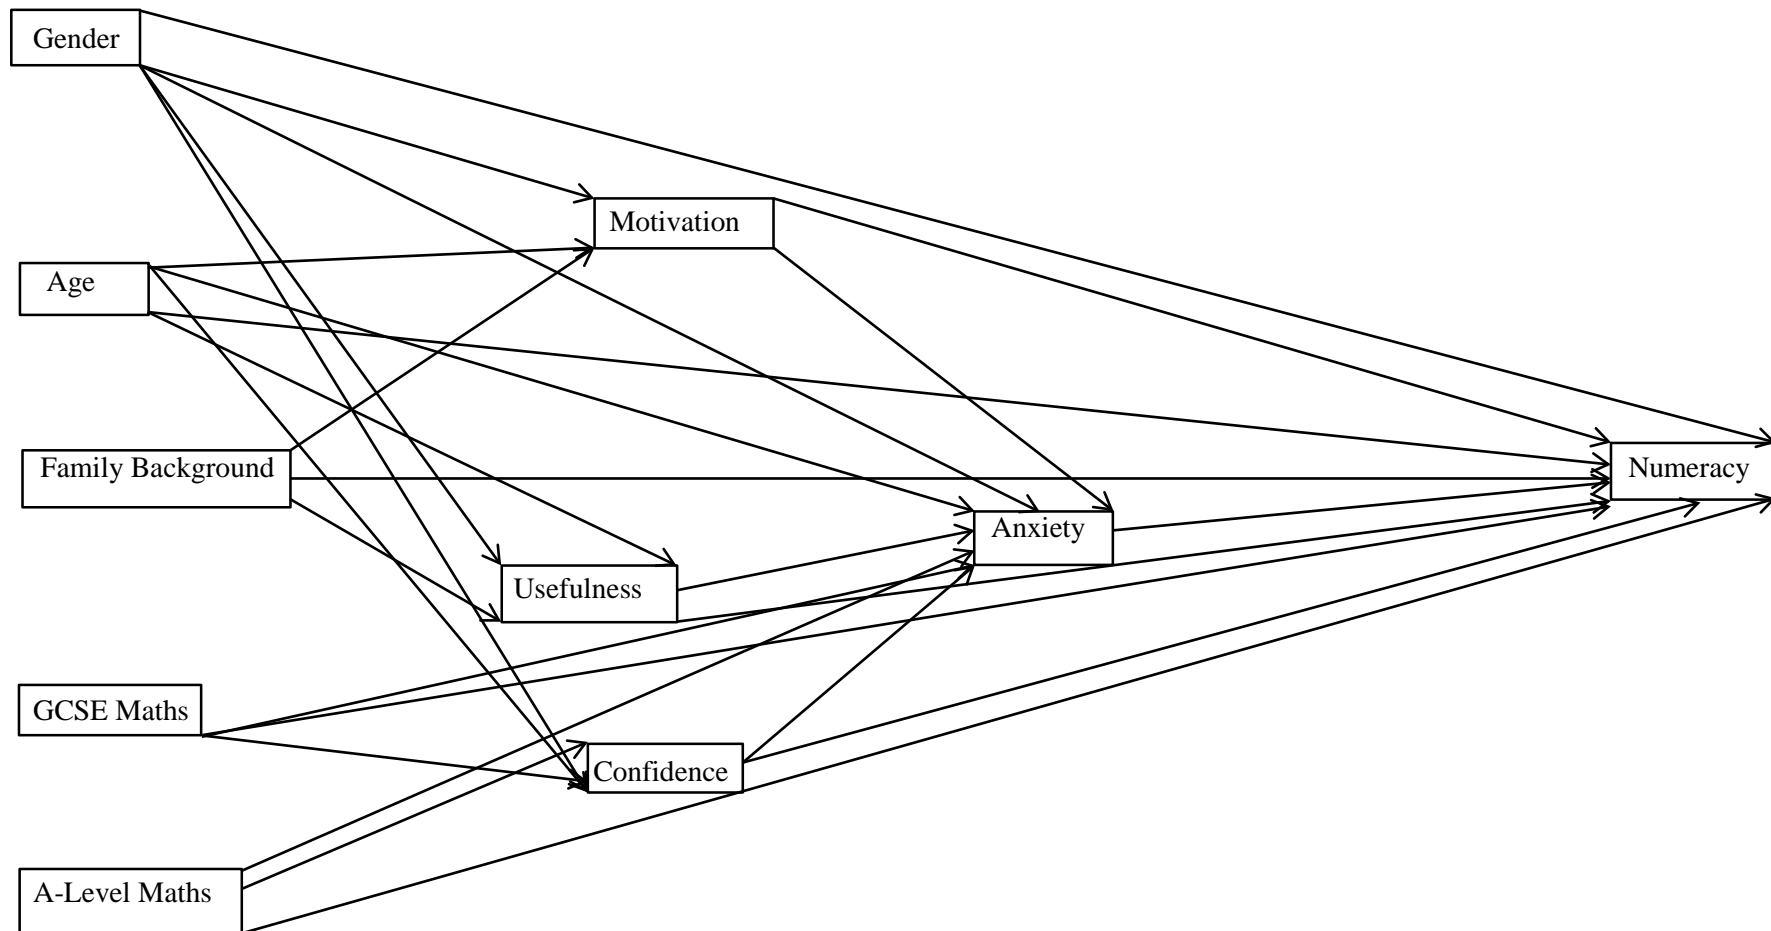 Gender
Motivation
Age
Family Background
Numeracy
Anxiety
Usefulness
GCSE Maths
Confidence
A-Level Maths